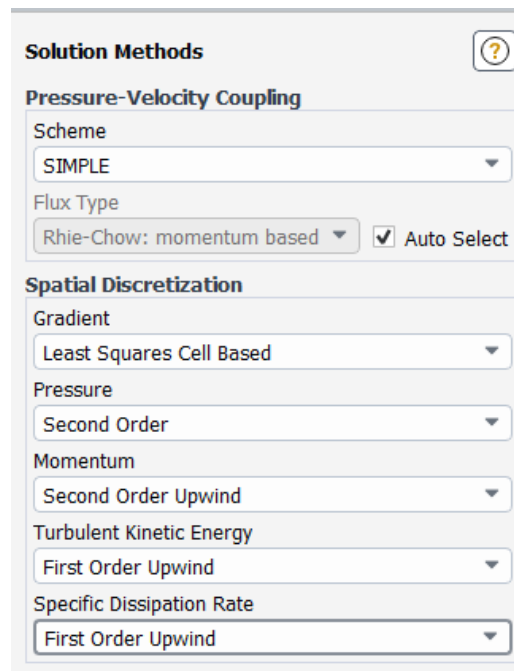 Solution Methods
?
Pressure-Velocity Coupling
Scheme
SIMPLE
Flux Type
Rhie-Chow: momentum based Auto Select
Spatial Discretization
Gradient
Least Squares Cell Based
Pressure
Second Order
Momentum
Second Order Upwind
Turbulent Kinetic Energy
First Order Upwind
Specific Dissipation Rate
First Order Upwind